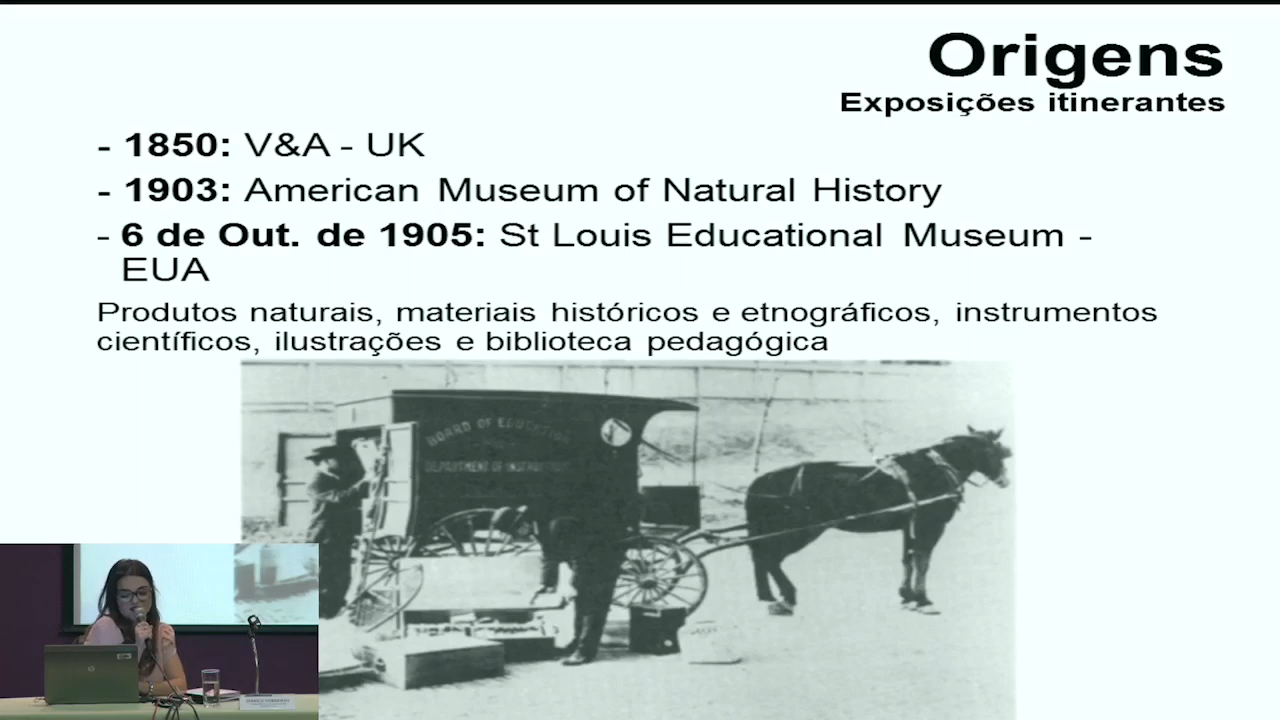 Origens
Exposições itinerantes
- 1850: V&A - UK
- 1903: American Museum of Natural History
- 6 de Out. de 1905: St Louis Educational Museum -
EUA
Produtos naturais, materiais históricos e etnográficos, instrumentos
científicos, ilustrações e biblioteca pedagógica
BOARD OF EDUCATION
DEPARTMENT OF INSTRUCTION